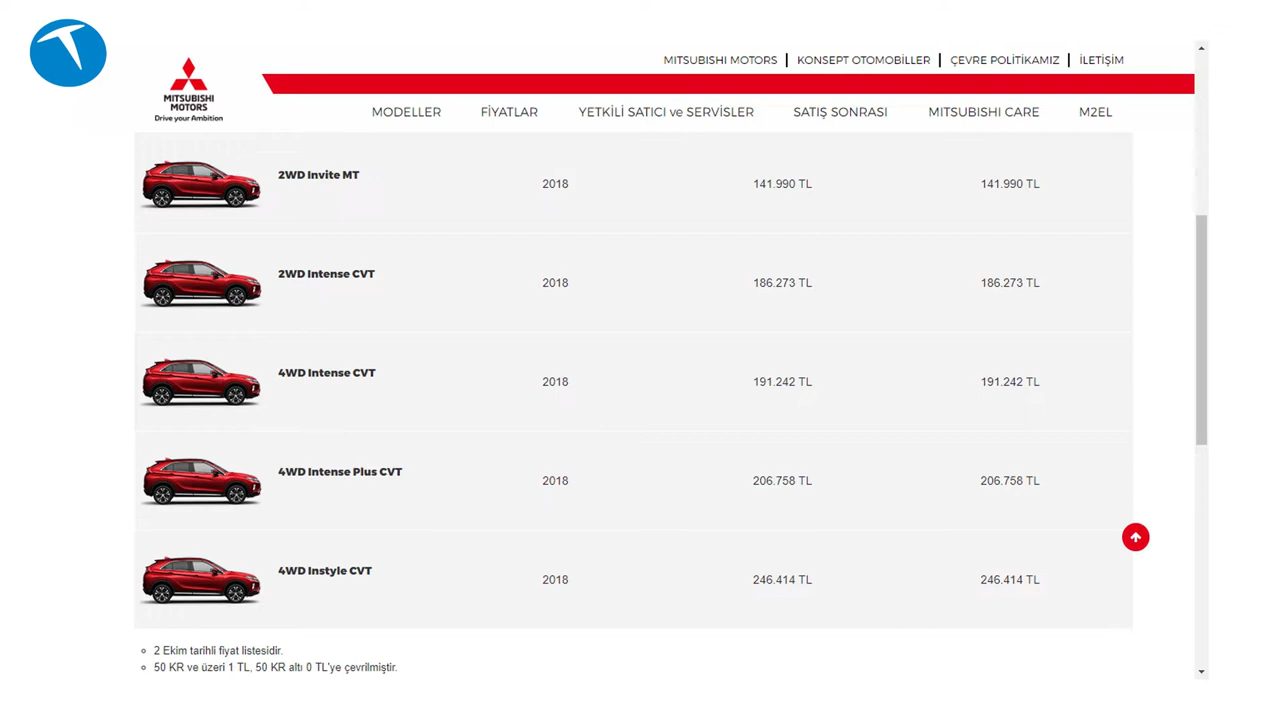 MITSUBISHI MOTORS | KONSEPT OTOMOBİLLER | ÇEVRE POLİTİKAMIZ | İLETİŞİM
MITSUBISHI
MOTORS
Drive your Ambition
MODELLER FİYATLAR YETKİLİ SATICI ve SERVİSLER SATIŞ SONRASI MITSUBISHI CARE M2EL
2WD Invite MT 2018 141.990 TL 141.990 TL
2WD Intense CVT 2018 186.273 TL 186.273 TL
4WD Intense CVT 2018 191.242 TL 191.242 TL
4WD Intense Plus CVT 2018 206.758 TL 206.758 TL
4WD Instyle CVT 2018 246.414 TL 246.414 TL
2 Ekim tarihli fiyat listesidir.
50 KR ve üzeri 1 TL, 50 KR altı 0 TL'ye çevrilmiştir.